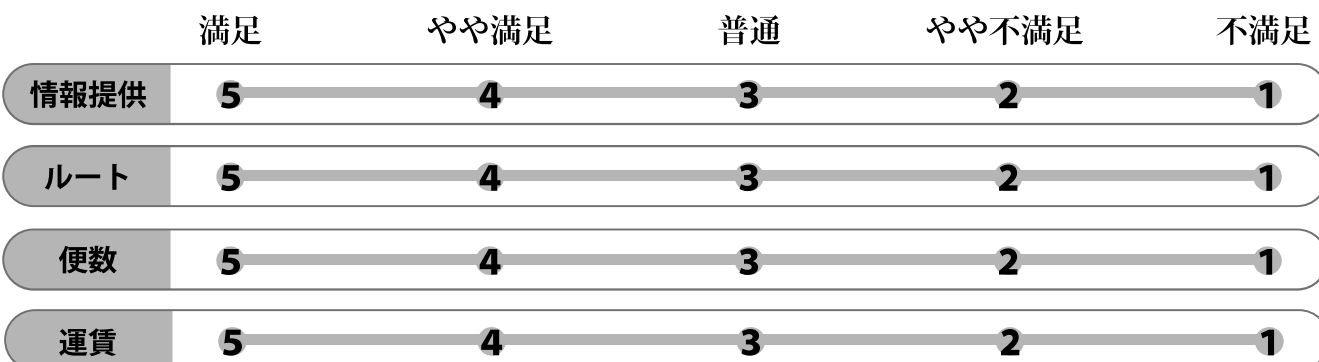 満足 やや満足 普通 やや不満足 不満足
情報提供 5 4 3 2 1
ルート 5 4 3 2 1
便数 5 4 3 2 1
運賃 5 4 3 2 1